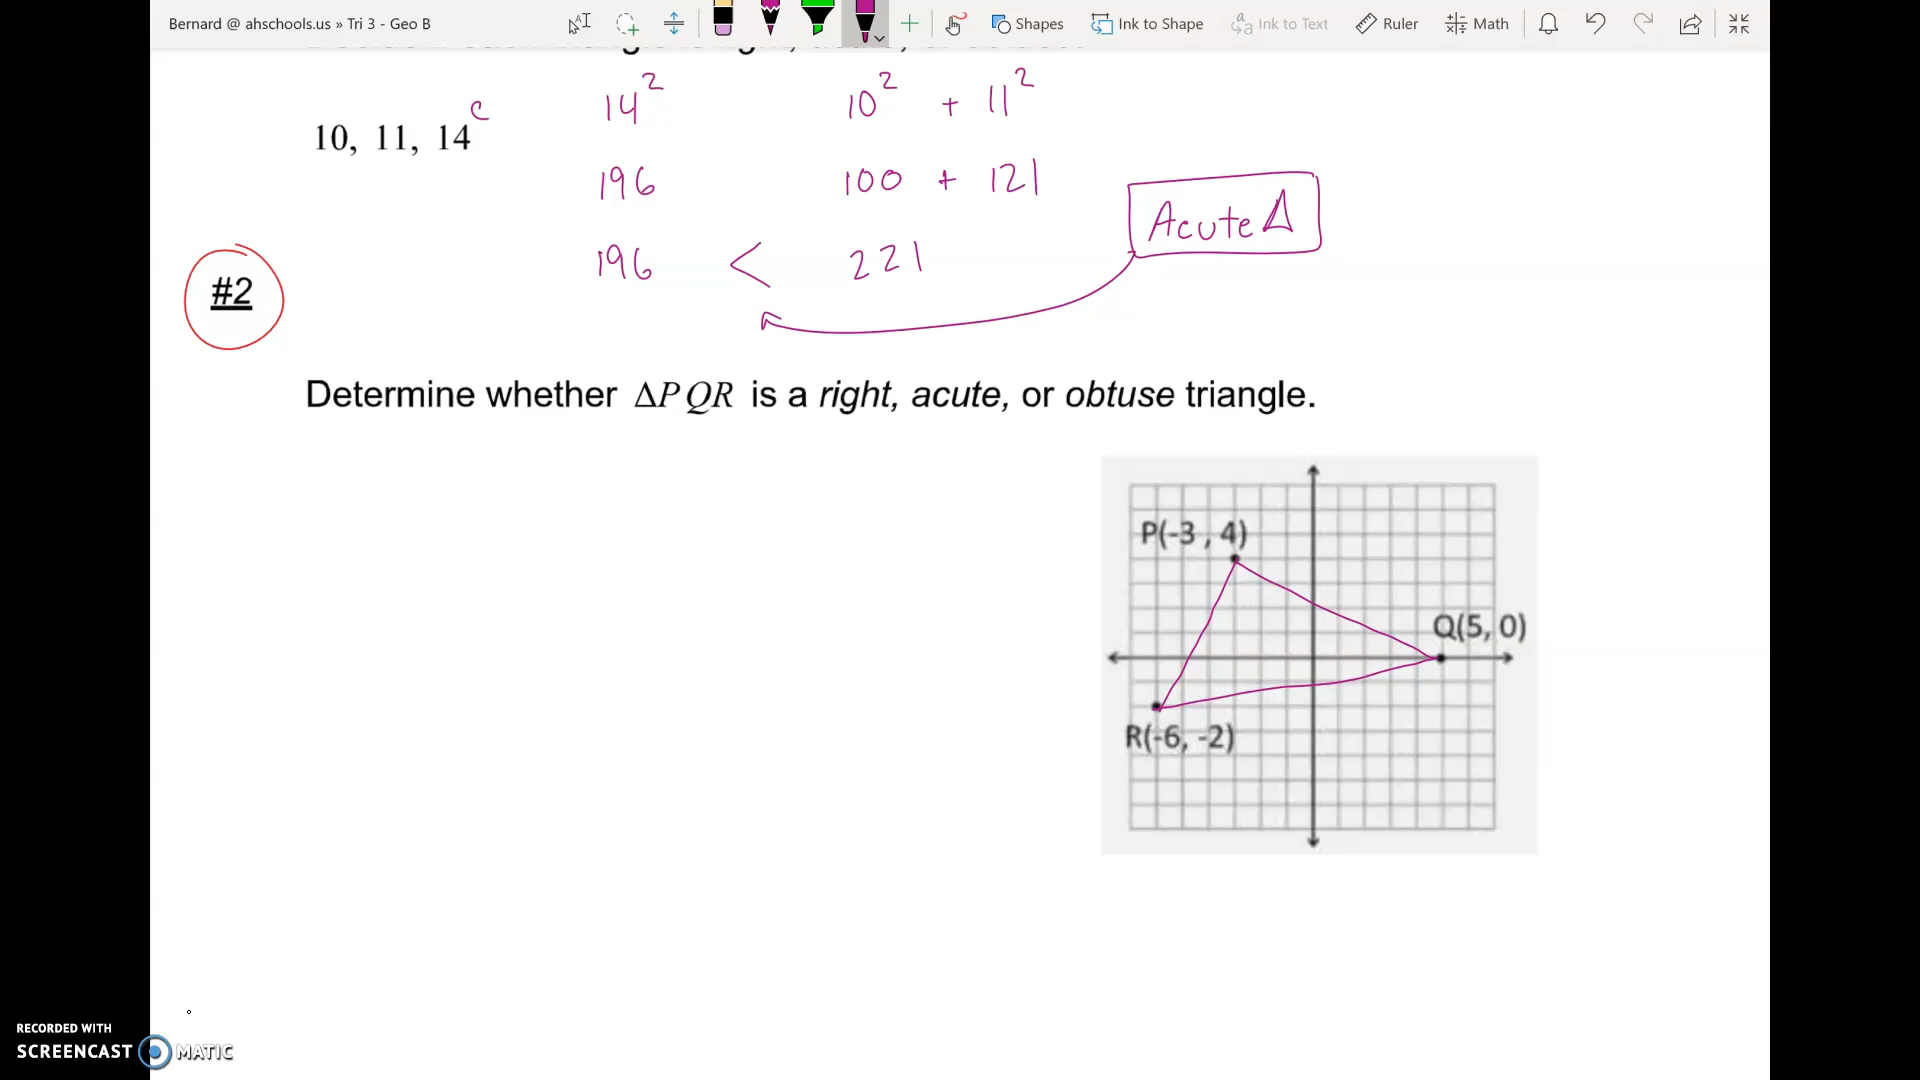 Bernard @ ahschools.us » Tri 3 - Geo B
Shapes
Ink to Shape
Ink to Text
Ruler
Math
14² 10² + 11²
10, 11, 14 c
196 100 + 121
Acute Δ
196 < 221
#2
Determine whether ΔPQR is a right, acute, or obtuse triangle.
P(-3 , 4)
Q(5, 0)
R(-6, -2)
RECORDED WITH
SCREENCAST MATIC